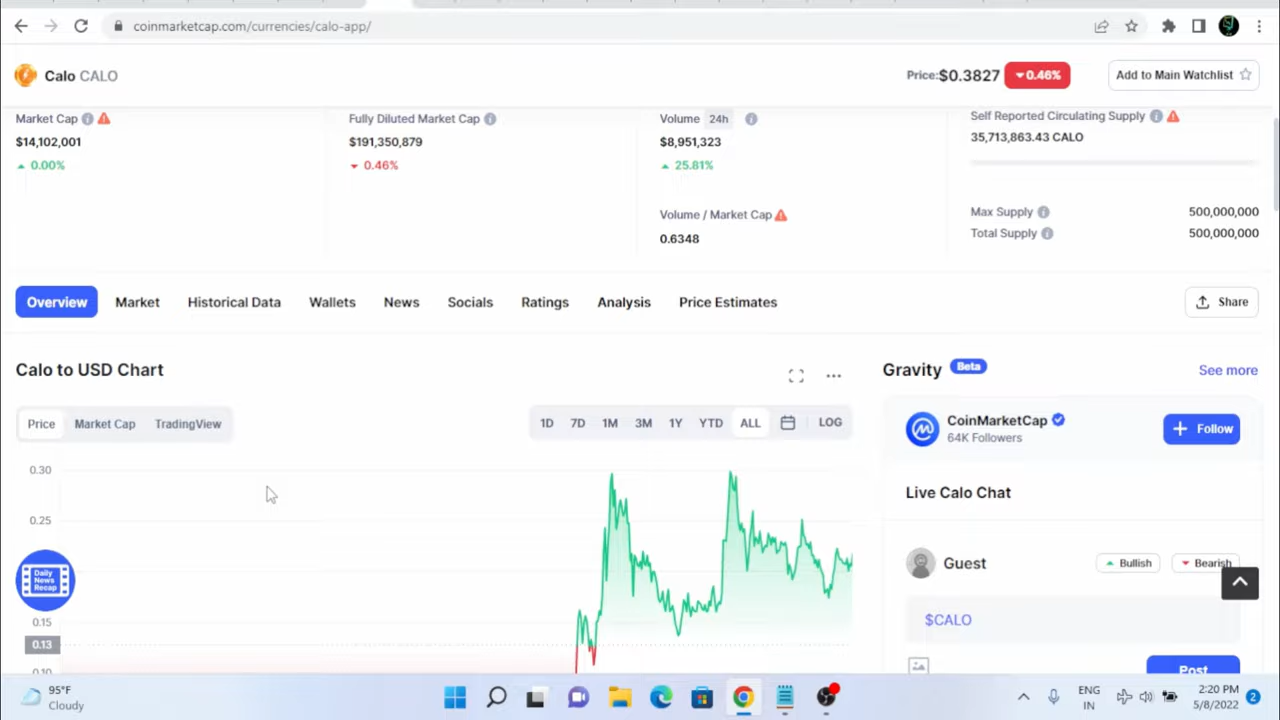 coinmarketcap.com/currencies/calo-app/
Calo CALO
Price:$0.3827 0.46%
Add to Main Watchlist
Market Cap
$14,102,001
0.00%
Fully Diluted Market Cap
$191,350,879
0.46%
Volume 24h
$8,951,323
25.81%
Volume / Market Cap
0.6348
Self Reported Circulating Supply
35,713,863.43 CALO
Max Supply 500,000,000
Total Supply 500,000,000
Overview Market Historical Data Wallets News Socials Ratings Analysis Price Estimates
Share
Calo to USD Chart
Price Market Cap TradingView
1D 7D 1M 3M 1Y YTD ALL LOG
0.30
0.25
0.15
0.13
0.10
Daily
News
Recap
Gravity Beta
See more
CoinMarketCap
64K Followers
Follow
Live Calo Chat
Guest
Bullish
Bearish
$CALO
Post
95°F
Cloudy
ENG
IN
2:20 PM
5/8/2022
2